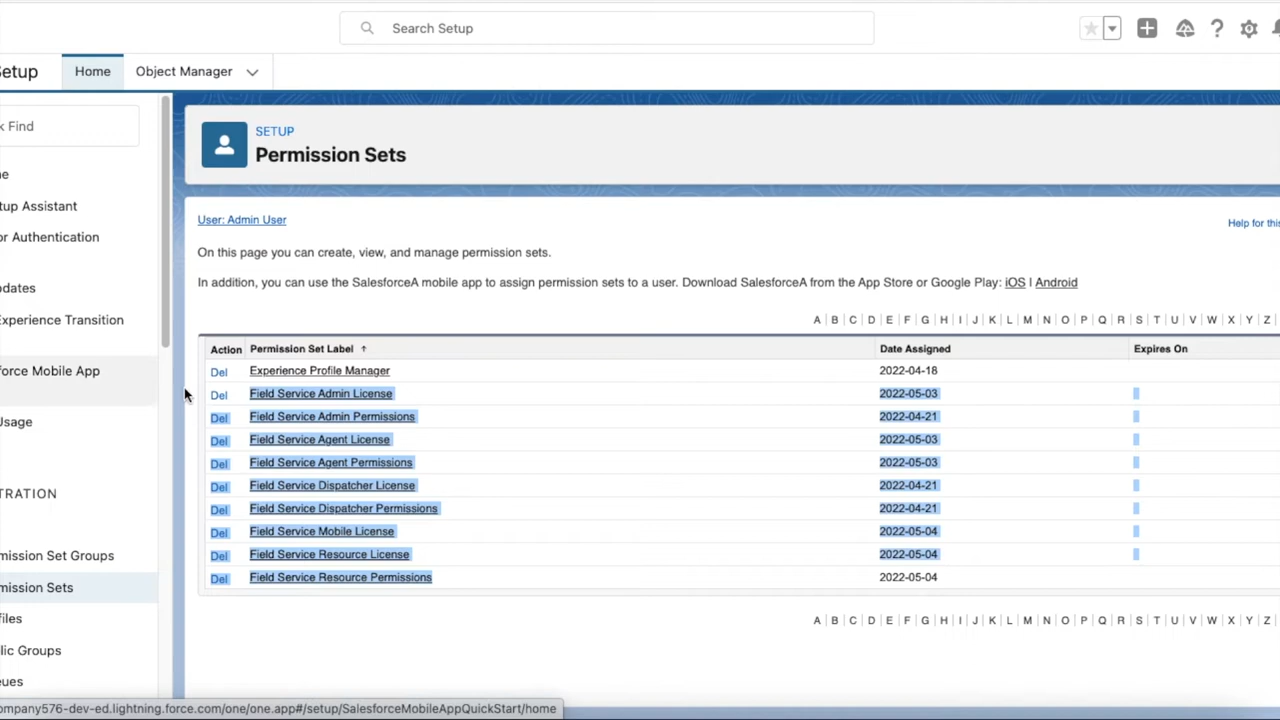 Search Setup
Setup
Home
Object Manager
k Find
SETUP
Permission Sets
me
tup Assistant
or Authentication
dates
Experience Transition
force Mobile App
Usage
TRATION
mission Set Groups
mission Sets
files
lic Groups
eues
User: Admin User
Help for this
On this page you can create, view, and manage permission sets.
In addition, you can use the SalesforceA mobile app to assign permission sets to a user. Download SalesforceA from the App Store or Google Play: iOS | Android
A | B | C | D | E | F | G | H | I | J | K | L | M | N | O | P | Q | R | S | T | U | V | W | X | Y | Z |
Action Permission Set Label ↑ Date Assigned Expires On
Del Experience Profile Manager 2022-04-18
Del Field Service Admin License 2022-05-03
Del Field Service Admin Permissions 2022-04-21
Del Field Service Agent License 2022-05-03
Del Field Service Agent Permissions 2022-05-03
Del Field Service Dispatcher License 2022-04-21
Del Field Service Dispatcher Permissions 2022-04-21
Del Field Service Mobile License 2022-05-04
Del Field Service Resource License 2022-05-04
Del Field Service Resource Permissions 2022-05-04
A | B | C | D | E | F | G | H | I | J | K | L | M | N | O | P | Q | R | S | T | U | V | W | X | Y | Z |
ompany576-dev-ed.lightning.force.com/one/one.app#/setup/SalesforceMobileAppQuickStart/home